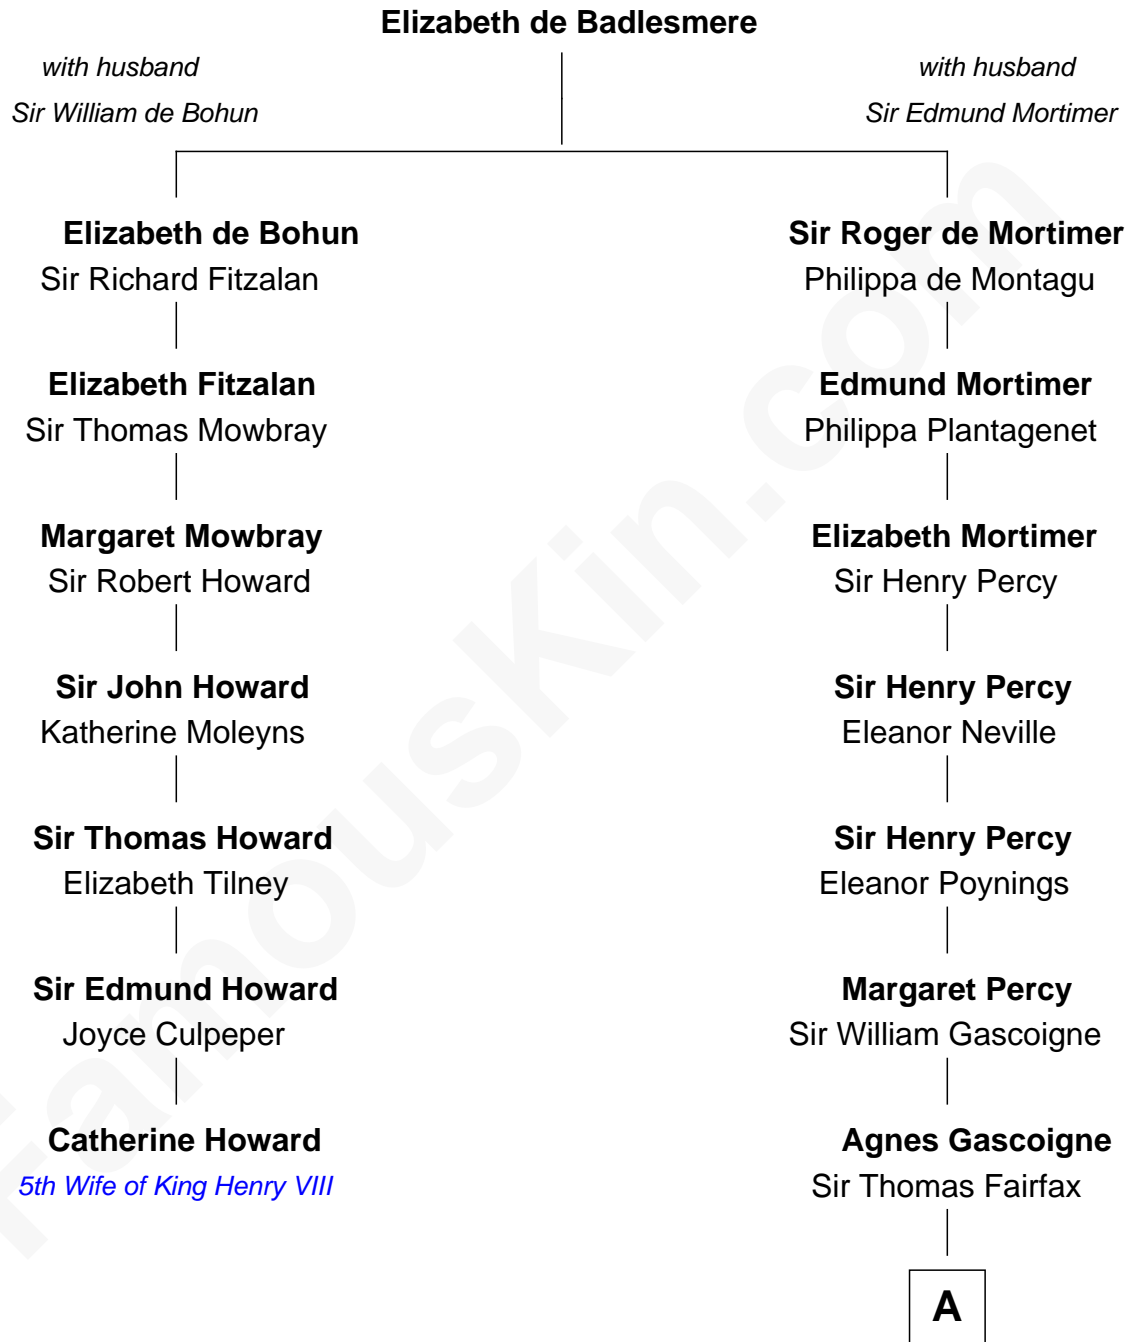 Elizabeth de Badlesmere
with husband
Sir William de Bohun
with husband
Sir Edmund Mortimer
Elizabeth de Bohun
Sir Richard Fitzalan
Sir Roger de Mortimer
Philippa de Montagu
Elizabeth Fitzalan
Sir Thomas Mowbray
Edmund Mortimer
Philippa Plantagenet
Margaret Mowbray
Sir Robert Howard
Elizabeth Mortimer
Sir Henry Percy
Sir John Howard
Katherine Moleyns
Sir Henry Percy
Eleanor Neville
Sir Thomas Howard
Elizabeth Tilney
Sir Henry Percy
Eleanor Poynings
Sir Edmund Howard
Joyce Culpeper
Margaret Percy
Sir William Gascoigne
Catherine Howard
5th Wife of King Henry VIII
Agnes Gascoigne
Sir Thomas Fairfax
A
FamousKin.com